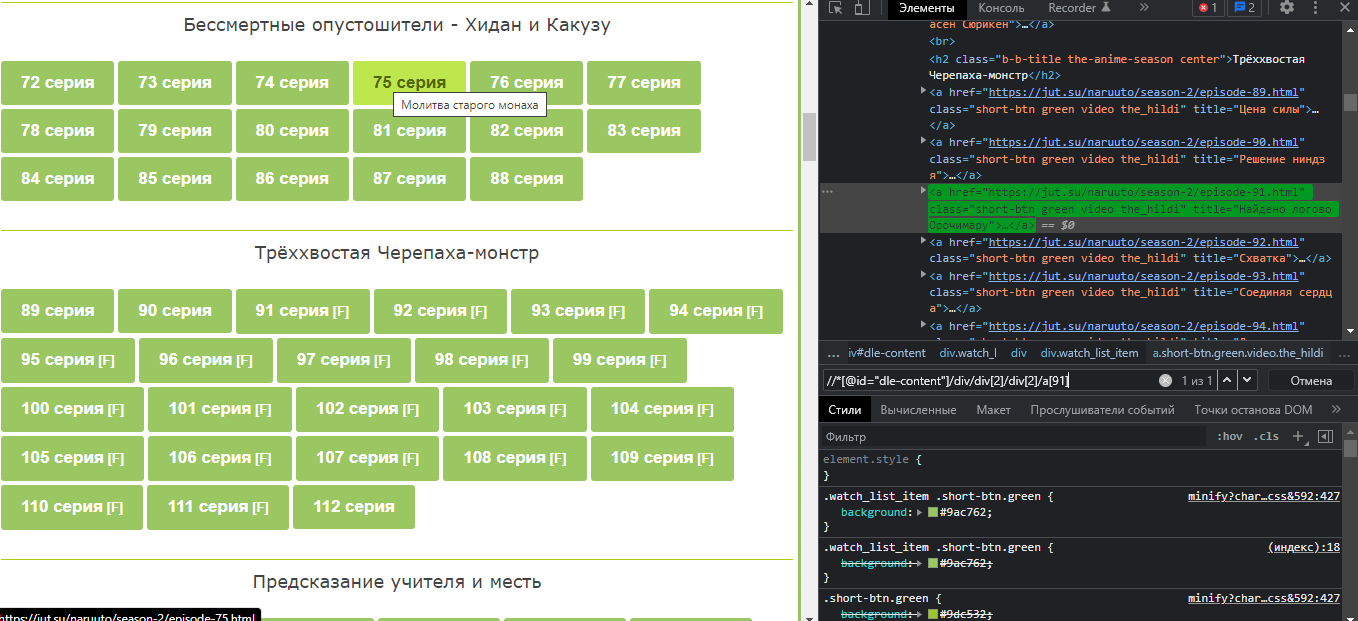 Бессмертные опустошители - Хидан и Какузу
72 серия 73 серия 74 серия 75 серия 76 серия 77 серия
Молитва старого монаха
78 серия 79 серия 80 серия 81 серия 82 серия 83 серия
84 серия 85 серия 86 серия 87 серия 88 серия
Трёххвостая Черепаха-монстр
89 серия 90 серия 91 серия [F] 92 серия [F] 93 серия [F] 94 серия [F]
95 серия [F] 96 серия [F] 97 серия [F] 98 серия [F] 99 серия [F]
100 серия [F] 101 серия [F] 102 серия [F] 103 серия [F] 104 серия [F]
105 серия [F] 106 серия [F] 107 серия [F] 108 серия [F] 109 серия [F]
110 серия [F] 111 серия [F] 112 серия
Предсказание учителя и месть
https://jut.su/naruuto/season-2/episode-75.html
Элементы Консоль Recorder » 1 2
асен Сюрикен">…</a>
<br>
<h2 class="b-b-title the-anime-season center">Трёххвостая
Черепаха-монстр</h2>
<a href="https://jut.su/naruuto/season-2/episode-89.html"
class="short-btn green video the_hildi" title="Цена силы">…
</a>
<a href="https://jut.su/naruuto/season-2/episode-90.html"
class="short-btn green video the_hildi" title="Решение ниндз
я">…</a>
<a href="https://jut.su/naruuto/season-2/episode-91.html"
class="short-btn green video the_hildi" title="Найдено логово
Орочимару">…</a> == $0
<a href="https://jut.su/naruuto/season-2/episode-92.html"
class="short-btn green video the_hildi" title="Схватка">…</a>
<a href="https://jut.su/naruuto/season-2/episode-93.html"
class="short-btn green video the_hildi" title="Соединяя сердц
а">…</a>
<a href="https://jut.su/naruuto/season-2/episode-94.html"
… iv#dle-content div.watch_l div div.watch_list_item a.short-btn.green.video.the_hildi …
//*[@id="dle-content"]/div/div[2]/div[2]/a[91] 1 из 1 Отмена
Стили Вычисленные Макет Прослушиватели событий Точки останова DOM »
Фильтр :hov .cls +
element.style {
}
.watch_list_item .short-btn.green { minify?char…css&592:427
background: #9ac762;
}
.watch_list_item .short-btn.green { (индекс):18
background: #9ac762;
}
.short-btn.green { minify?char…css&592:427
background: #9dc532;